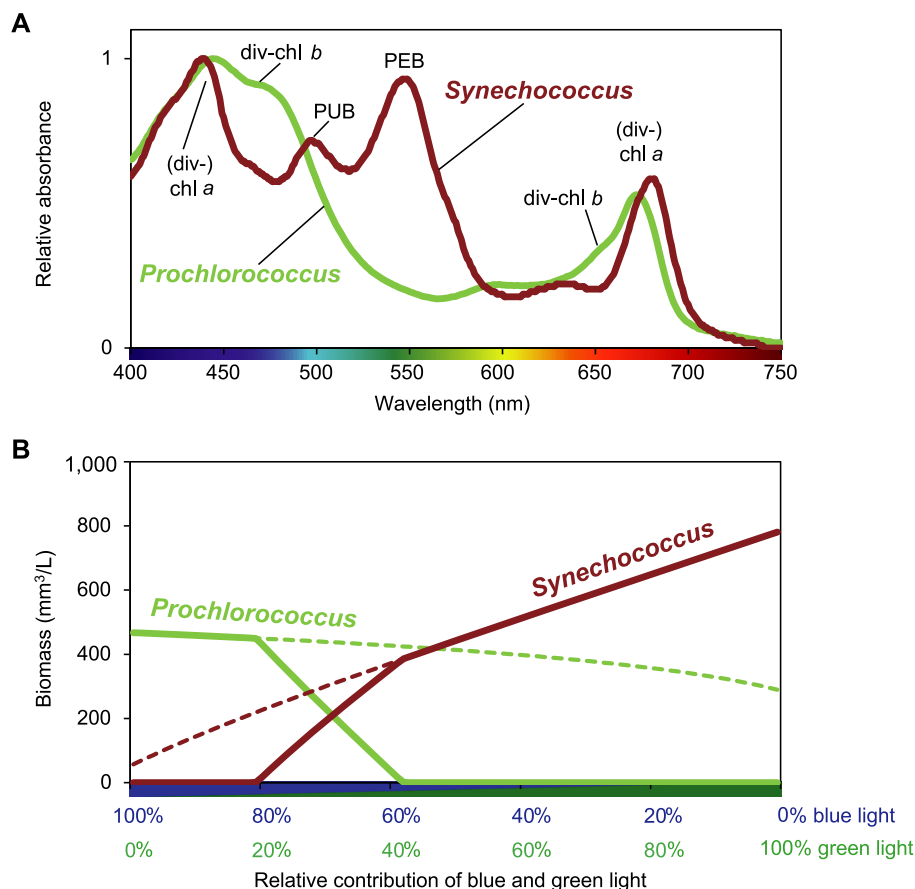 A
1
0
Relative absorbance
div-chl b
PEB
PUB
Synechococcus
(div-)
chl a
(div-)
chl a
div-chl b
Prochlorococcus
400 450 500 550 600 650 700 750
Wavelength (nm)
B
1,000
800
600
400
200
0
Biomass (mm³/L)
Prochlorococcus
Synechococcus
100% 80% 60% 40% 20% 0% blue light
0% 20% 40% 60% 80% 100% green light
Relative contribution of blue and green light